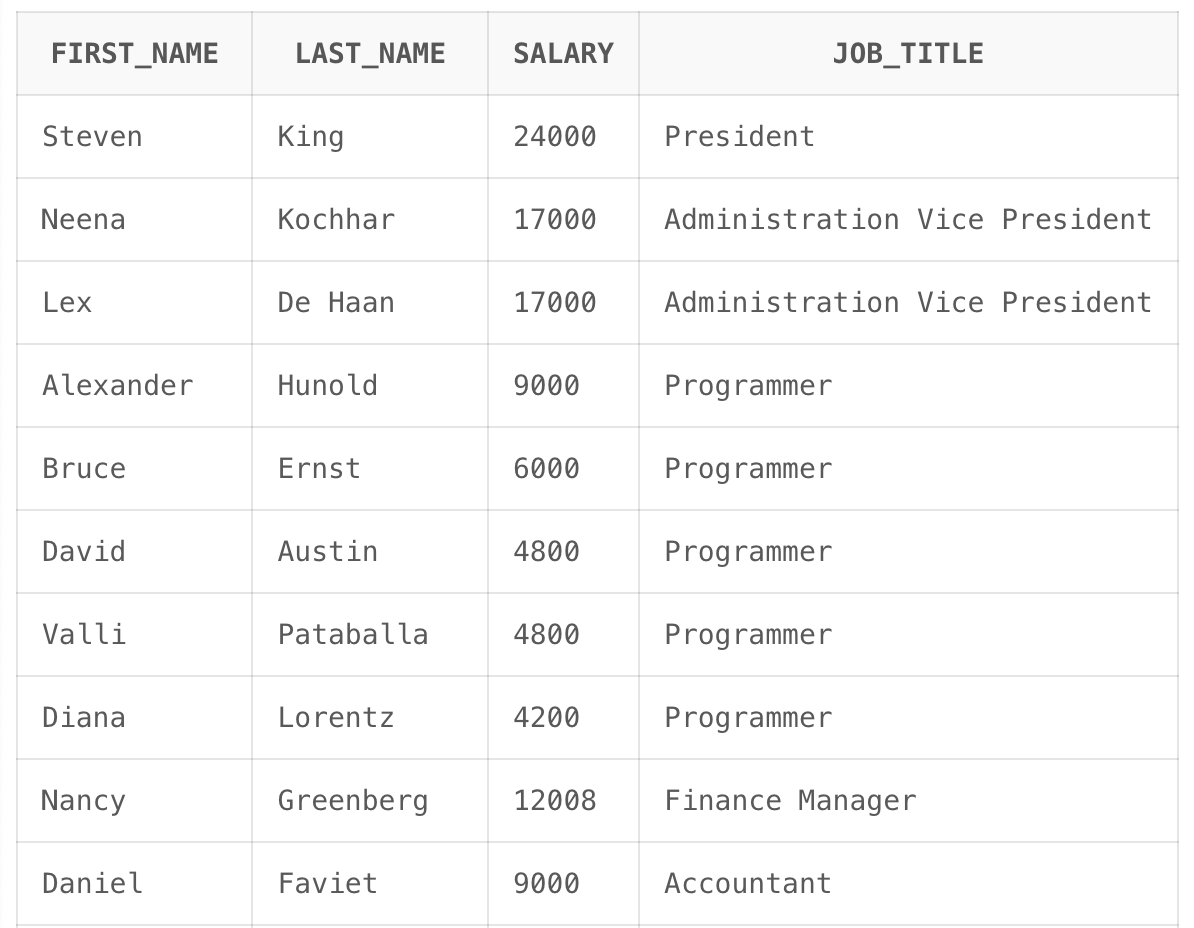 FIRST_NAME LAST_NAME SALARY JOB_TITLE
Steven King 24000 President
Neena Kochhar 17000 Administration Vice President
Lex De Haan 17000 Administration Vice President
Alexander Hunold 9000 Programmer
Bruce Ernst 6000 Programmer
David Austin 4800 Programmer
Valli Pataballa 4800 Programmer
Diana Lorentz 4200 Programmer
Nancy Greenberg 12008 Finance Manager
Daniel Faviet 9000 Accountant